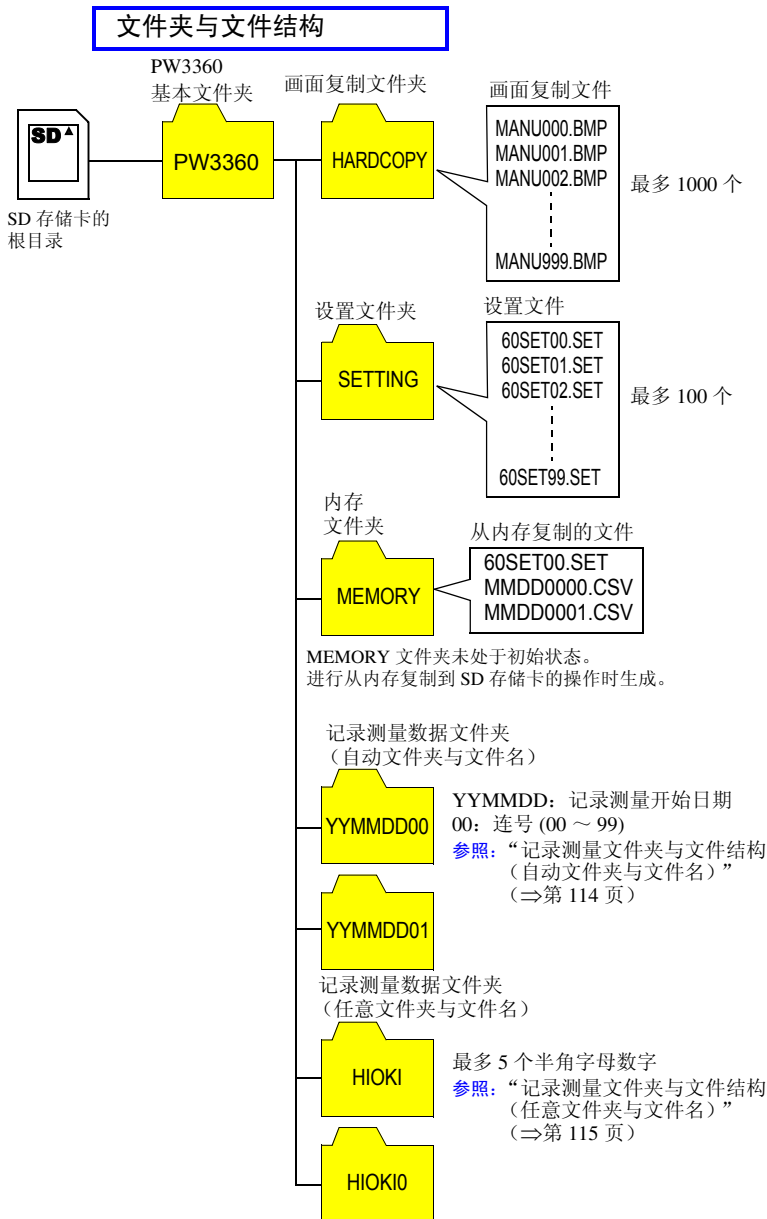 文件夹与文件结构
PW3360
基本文件夹
画面复制文件夹
画面复制文件
SD
PW3360
HARDCOPY
MANU000.BMP
MANU001.BMP
MANU002.BMP
MANU999.BMP
最多 1000 个
SD 存储卡的
根目录
设置文件夹
设置文件
SETTING
60SET00.SET
60SET01.SET
60SET02.SET
60SET99.SET
最多 100 个
内存
文件夹
从内存复制的文件
MEMORY
60SET00.SET
MMDD0000.CSV
MMDD0001.CSV
MEMORY 文件夹未处于初始状态。
进行从内存复制到 SD 存储卡的操作时生成。
记录测量数据文件夹
（自动文件夹与文件名）
YYMMDD00
YYMMDD：记录测量开始日期
00：连号 (00 ～ 99)
参照：“记录测量文件夹与文件结构
（自动文件夹与文件名）”
（⇒第 114 页）
YYMMDD01
记录测量数据文件夹
（任意文件夹与文件名）
HIOKI
最多 5 个半角字母数字
参照：“记录测量文件夹与文件结构
（任意文件夹与文件名）”
（⇒第 115 页）
HIOKI0